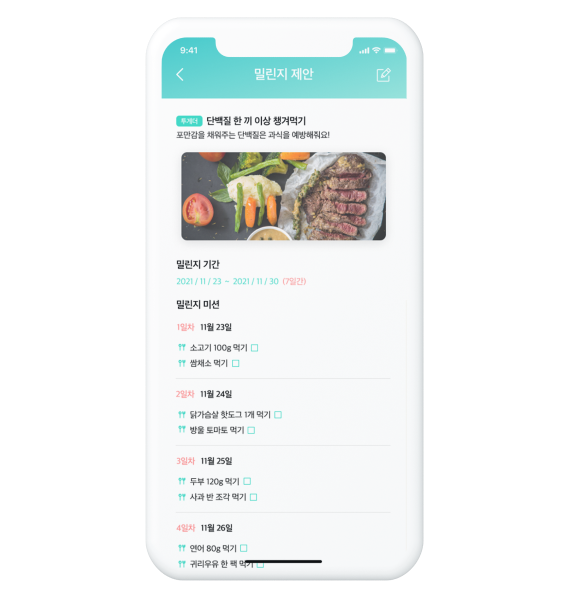 9:41
밀린지 제안
투게더 단백질 한 끼 이상 챙겨먹기
포만감을 채워주는 단백질은 과식을 예방해줘요!
밀린지 기간
2021 / 11 / 23 ~ 2021 / 11 / 30 (7일간)
밀린지 미션
1일차 11월 23일
소고기 100g 먹기
쌈채소 먹기
2일차 11월 24일
닭가슴살 핫도그 1개 먹기
방울 토마토 먹기
3일차 11월 25일
두부 120g 먹기
사과 반 조각 먹기
4일차 11월 26일
연어 80g 먹기
귀리우유 한 팩 먹기